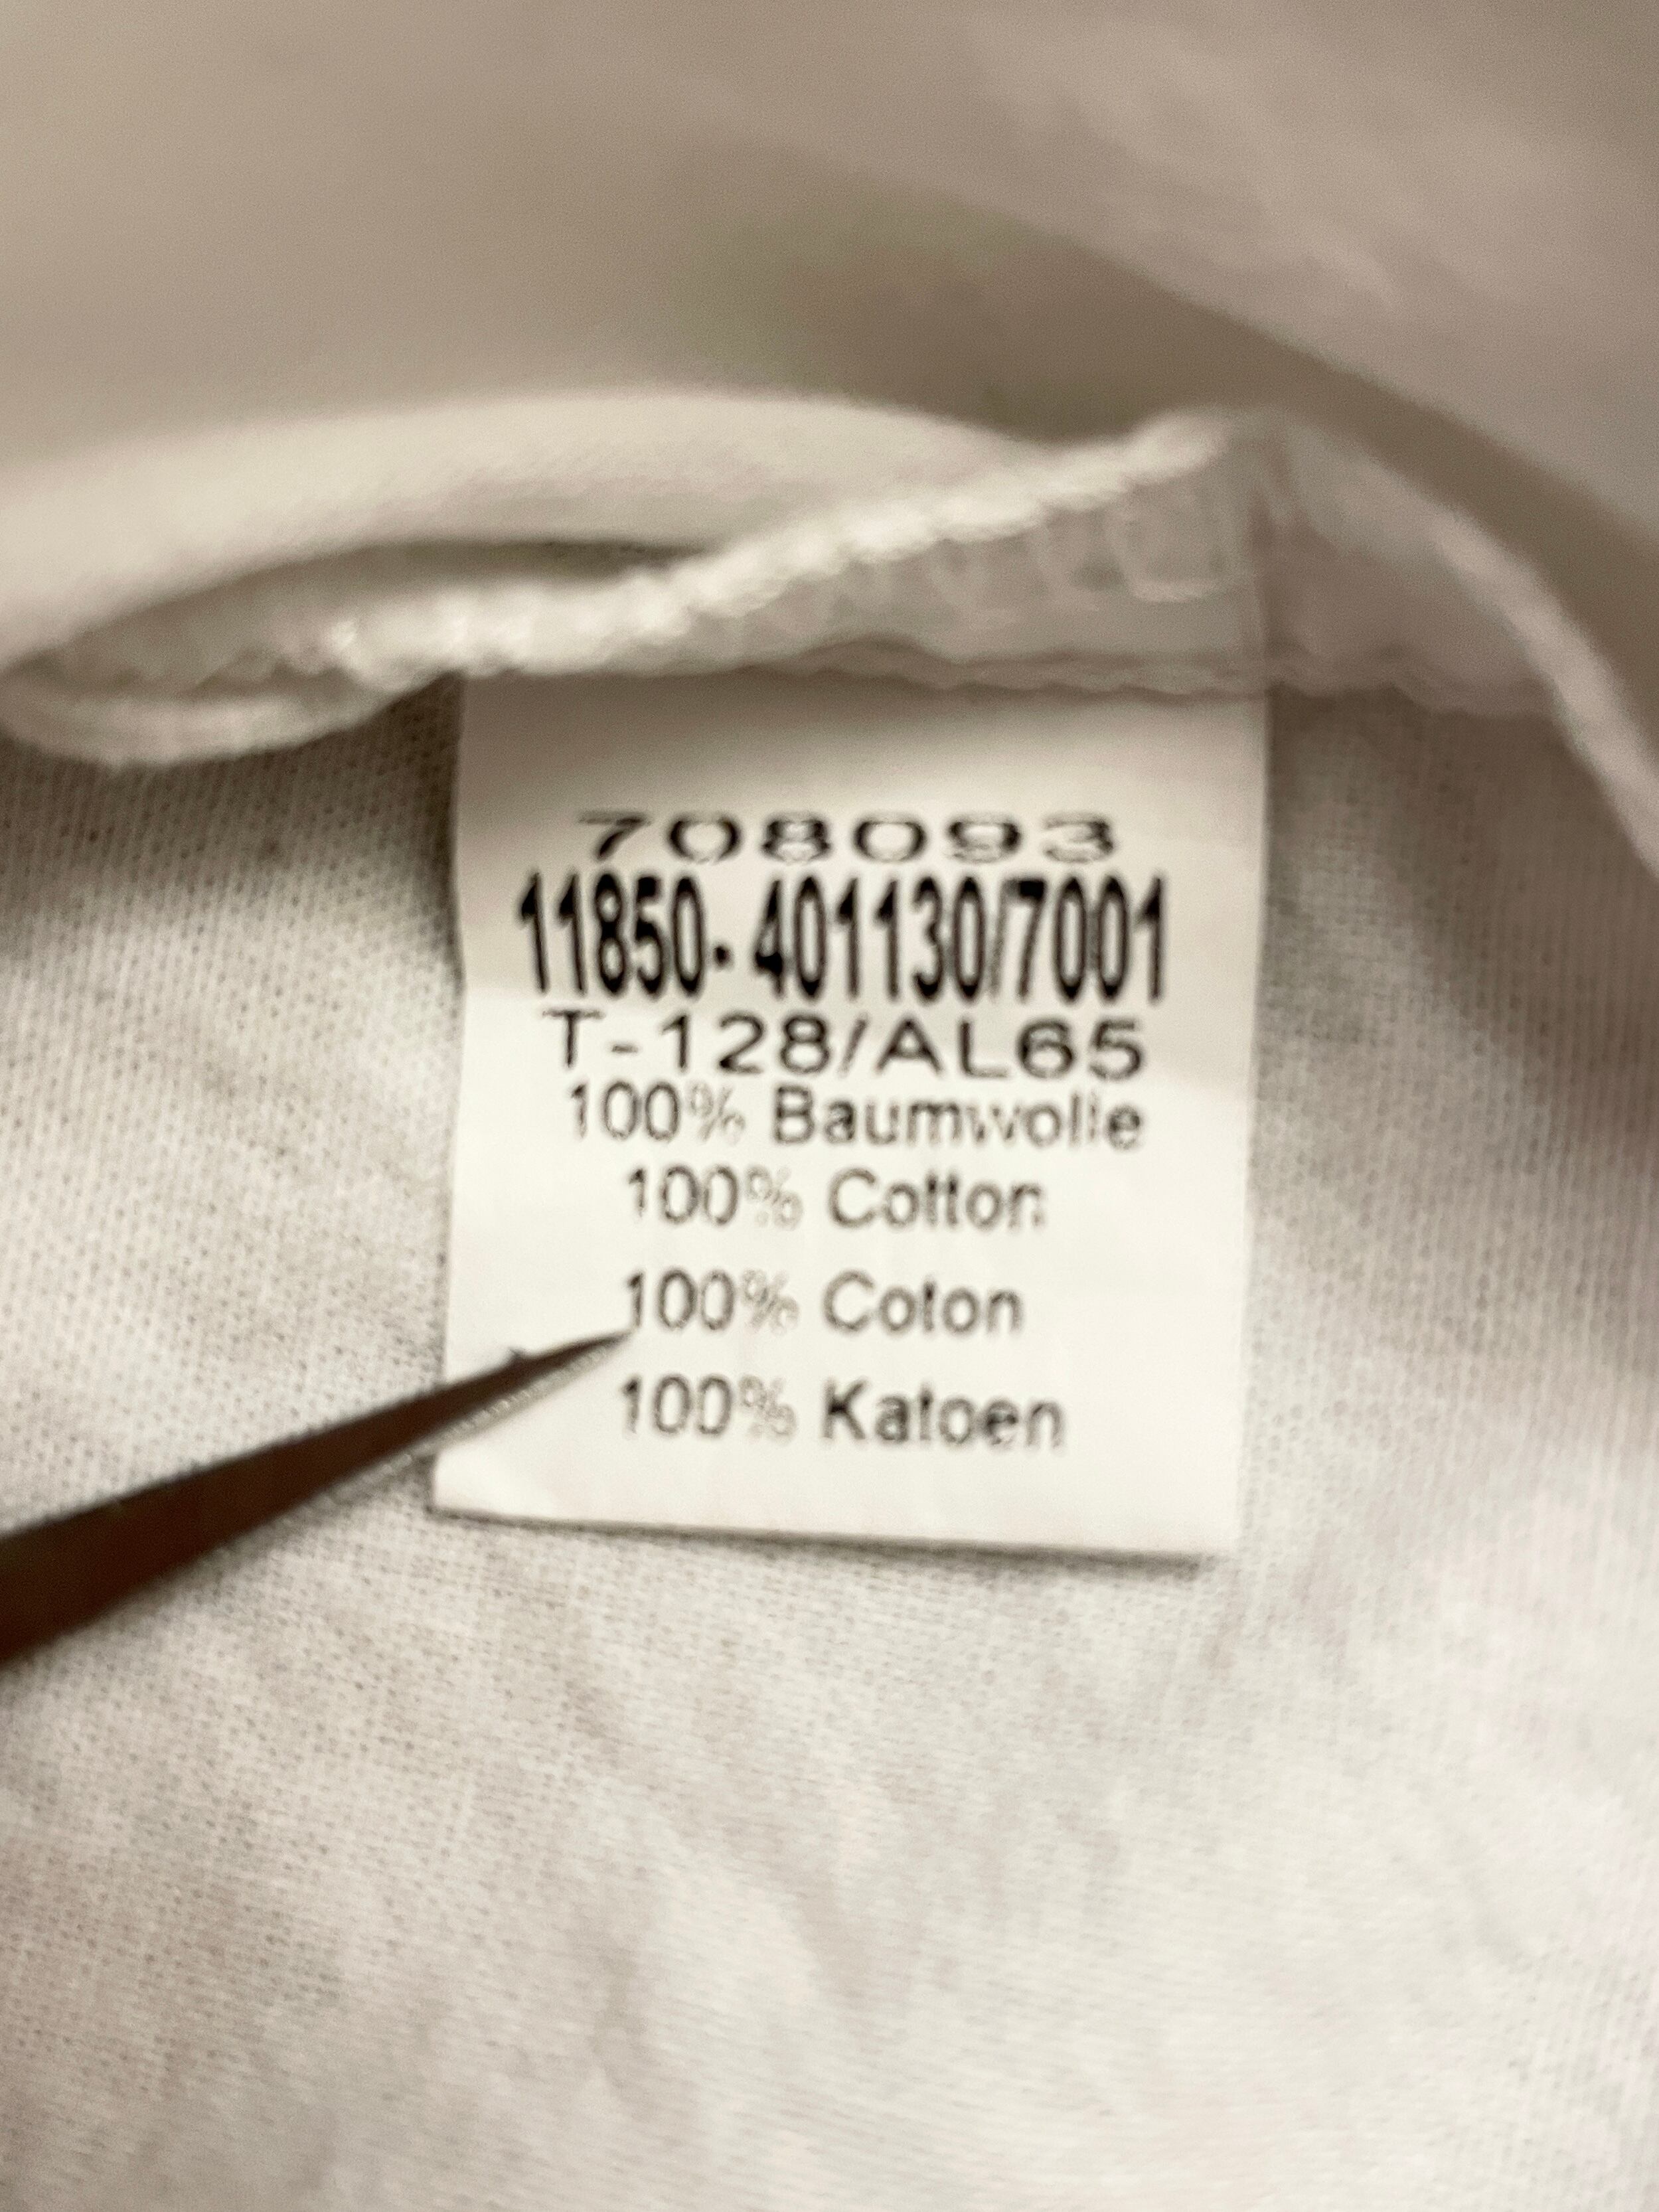 708093
11850-401130/7001
T-128/AL65
100% Baumwolle
100% Cotton
100% Coton
100% Katoen